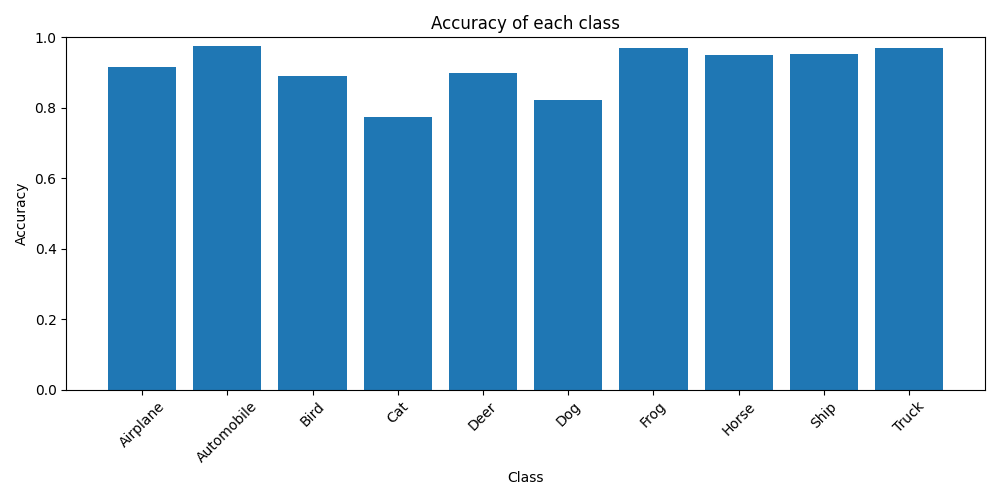 Accuracy of each class
Accuracy
1.0
0.8
0.6
0.4
0.2
0.0
Airplane
Automobile
Bird
Cat
Deer
Dog
Frog
Horse
Ship
Truck
Class